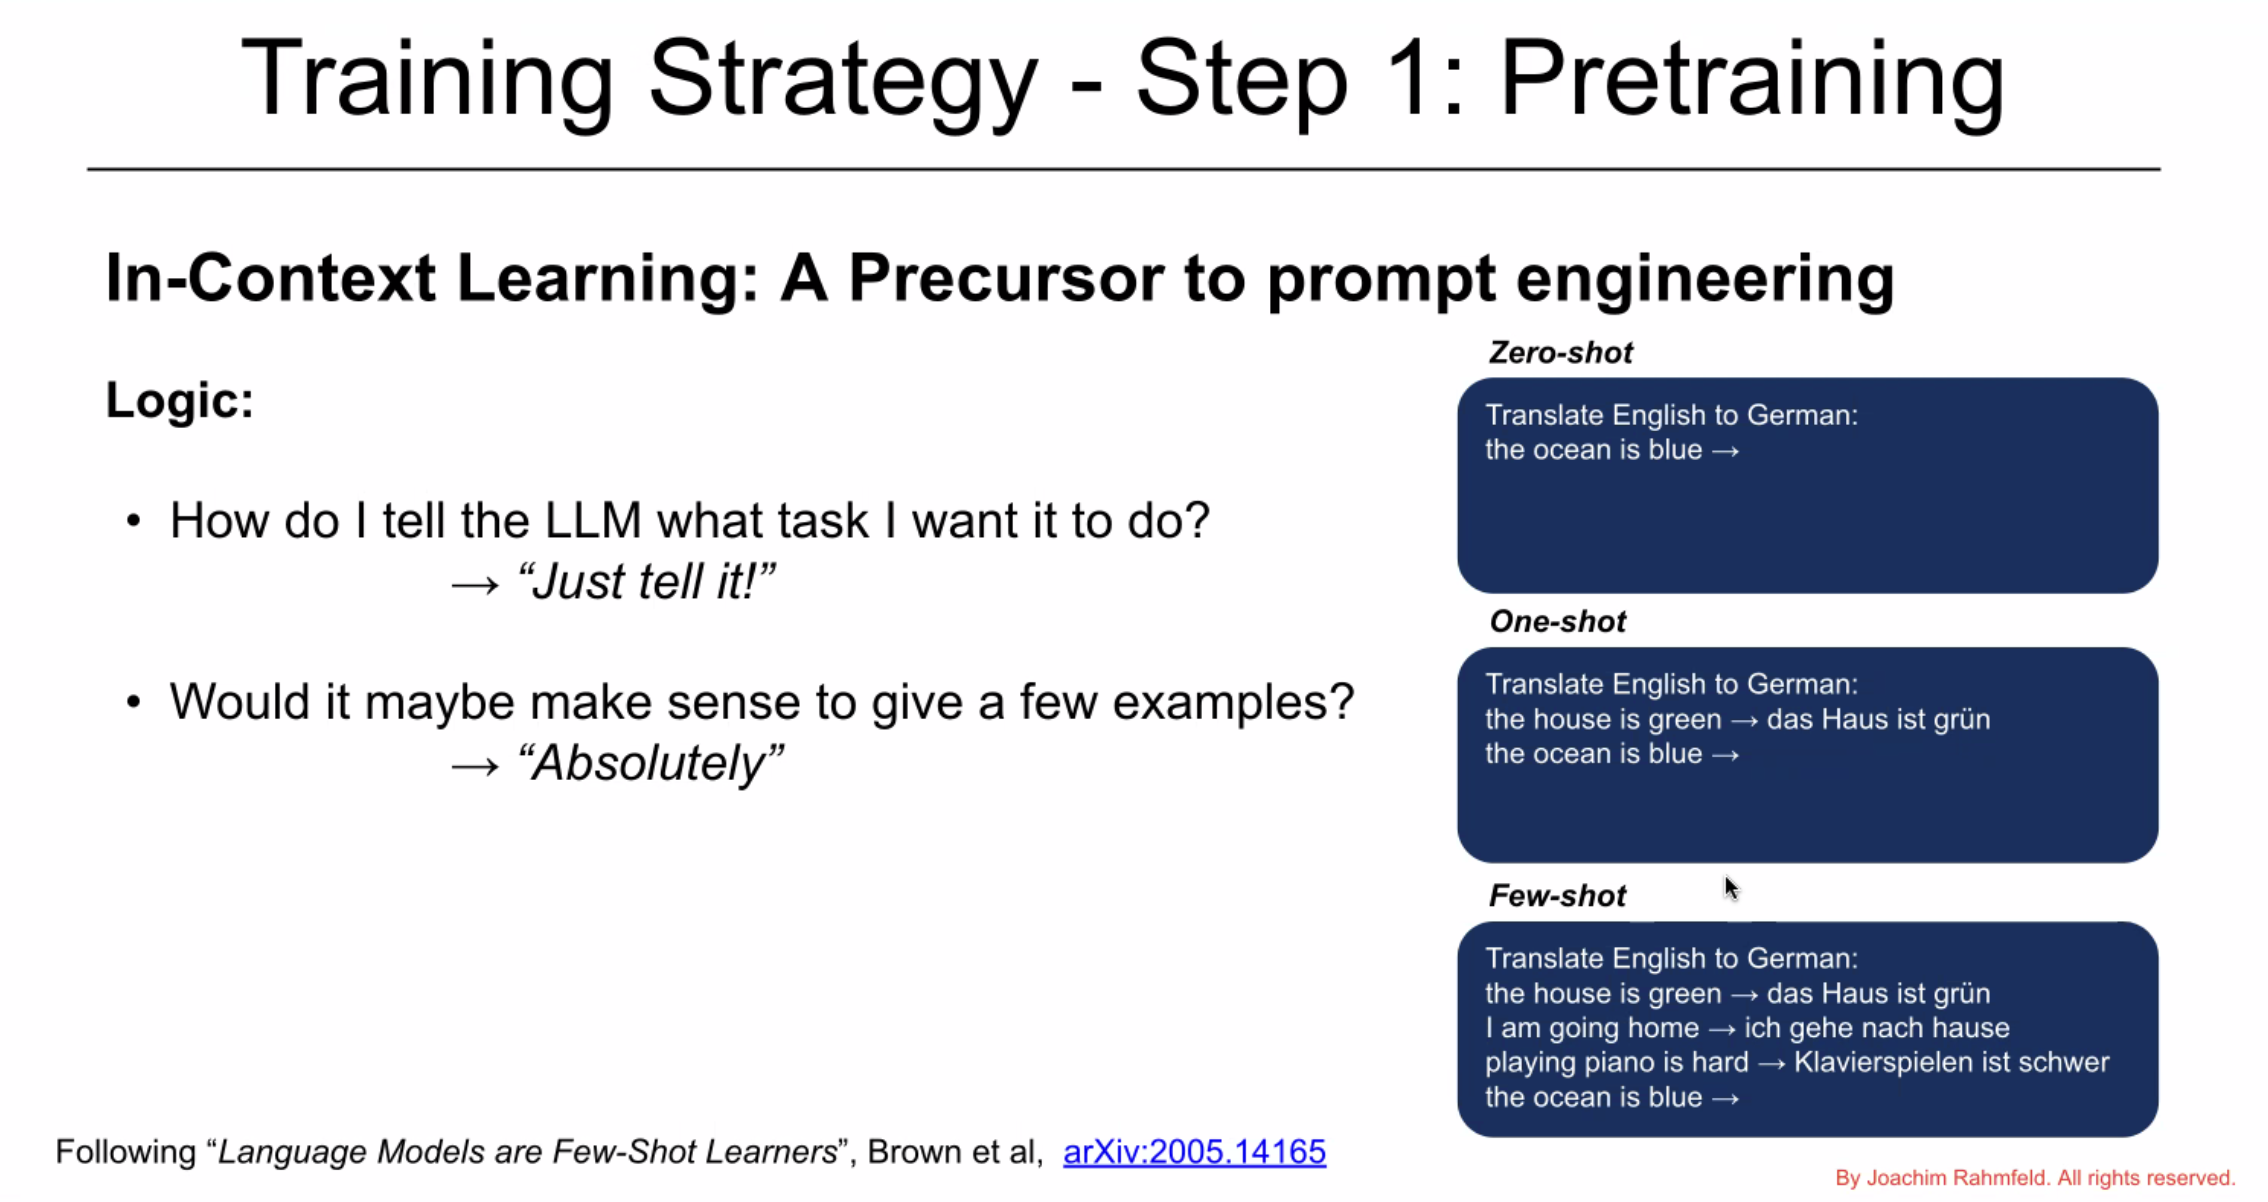 Training Strategy - Step 1: Pretraining
In-Context Learning: A Precursor to prompt engineering
Logic:
• How do I tell the LLM what task I want it to do?
→ “Just tell it!”
• Would it maybe make sense to give a few examples?
→ “Absolutely”
Zero-shot
Translate English to German:
the ocean is blue →
One-shot
Translate English to German:
the house is green → das Haus ist grün
the ocean is blue →
Few-shot
Translate English to German:
the house is green → das Haus ist grün
I am going home → ich gehe nach hause
playing piano is hard → Klavierspielen ist schwer
the ocean is blue →
Following “Language Models are Few-Shot Learners”, Brown et al, arXiv:2005.14165
By Joachim Rahmfeld. All rights reserved.